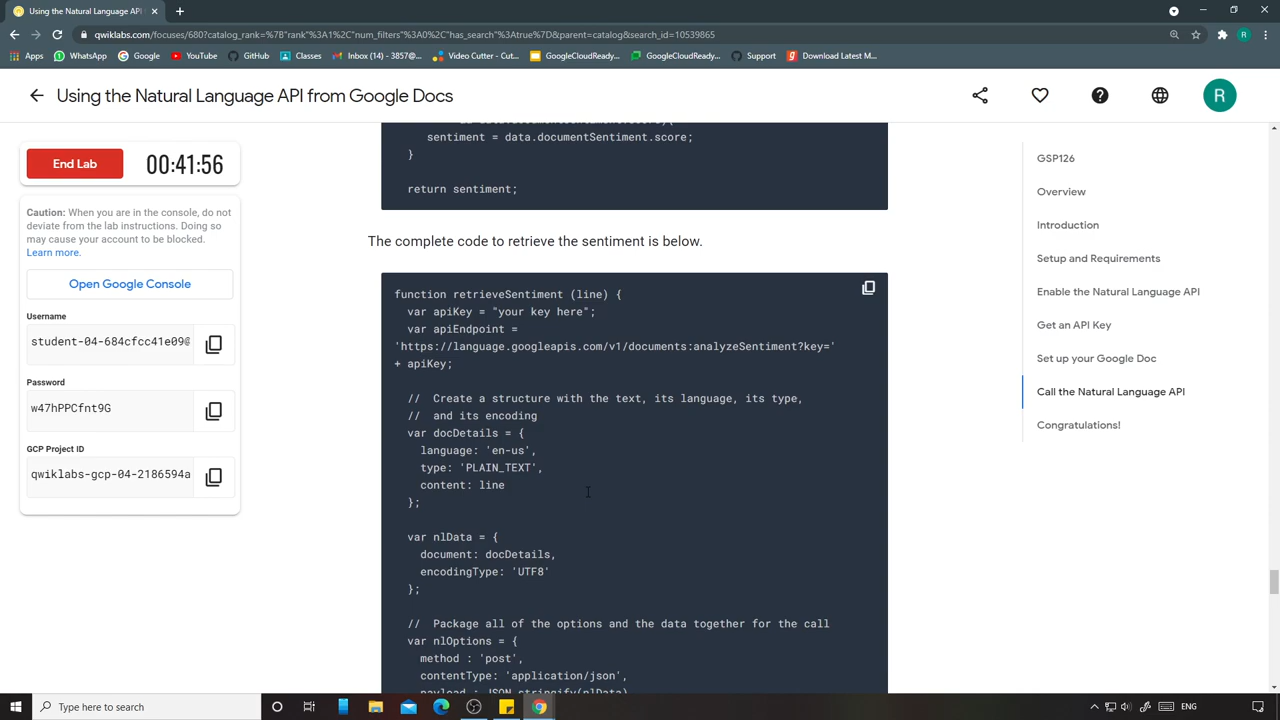 Using the Natural Language API f
qwiklabs.com/focuses/680?catalog_rank=%7B"rank"%3A1%2C"num_filters"%3A0%2C"has_search"%3Atrue%7D&parent=catalog&search_id=10539865
Apps
WhatsApp
Google
YouTube
GitHub
Classes
Inbox (14) - 3857@...
Video Cutter - Cut...
GoogleCloudReady...
GoogleCloudReady...
Support
Download Latest M...
R
Using the Natural Language API from Google Docs
R
End Lab
00:41:56
Caution: When you are in the console, do not
deviate from the lab instructions. Doing so
may cause your account to be blocked.
Learn more.
Open Google Console
Username
student-04-684cfcc41e09@
Password
w47hPPCfnt9G
GCP Project ID
qwiklabs-gcp-04-2186594a
sentiment = data.documentSentiment.score;
}
return sentiment;
The complete code to retrieve the sentiment is below.
function retrieveSentiment (line) {
var apiKey = "your key here";
var apiEndpoint =
'https://language.googleapis.com/v1/documents:analyzeSentiment?key='
+ apiKey;
// Create a structure with the text, its language, its type,
// and its encoding
var docDetails = {
language: 'en-us',
type: 'PLAIN_TEXT',
content: line
};
var nlData = {
document: docDetails,
encodingType: 'UTF8'
};
// Package all of the options and the data together for the call
var nlOptions = {
method : 'post',
contentType: 'application/json',
payload : JSON.stringify(nlData)
GSP126
Overview
Introduction
Setup and Requirements
Enable the Natural Language API
Get an API Key
Set up your Google Doc
Call the Natural Language API
Congratulations!
Type here to search
ENG